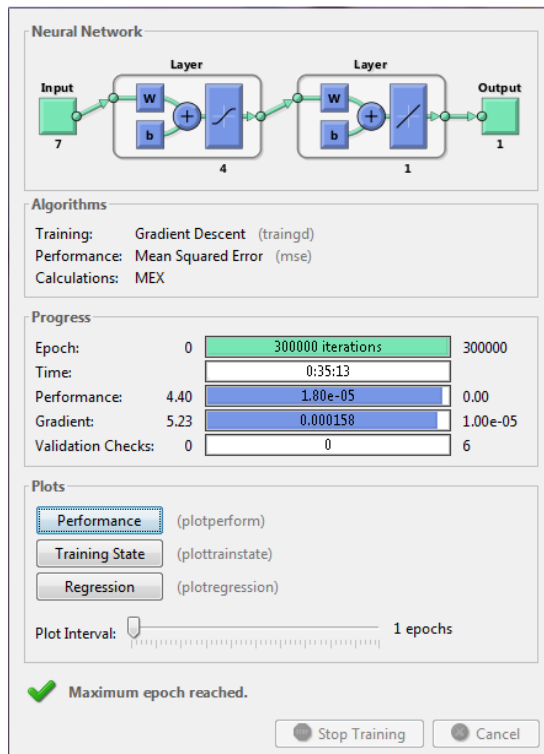 Neural Network
Layer Layer
Input Output
W W
b b
7 4 1 1
Algorithms
Training: Gradient Descent (traingd)
Performance: Mean Squared Error (mse)
Calculations: MEX
Progress
Epoch: 0 300000 iterations 300000
Time: 0:35:13
Performance: 4.40 1.80e-05 0.00
Gradient: 5.23 0.000158 1.00e-05
Validation Checks: 0 0 6
Plots
Performance (plotperform)
Training State (plottrainstate)
Regression (plotregression)
Plot Interval: 1 epochs
Maximum epoch reached.
Stop Training Cancel